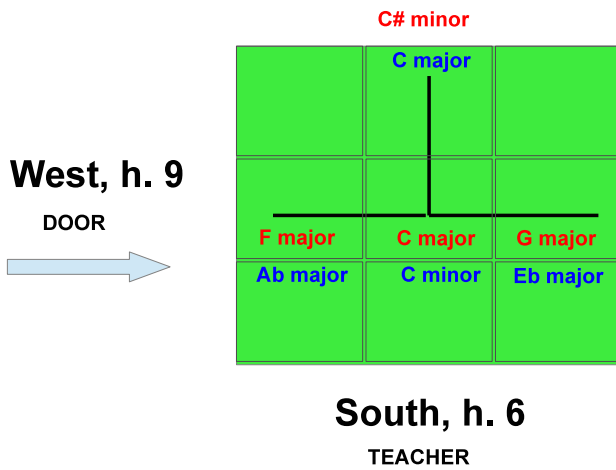 C# minor
C major
West, h. 9
DOOR
F major C major G major
Ab major C minor Eb major
South, h. 6
TEACHER